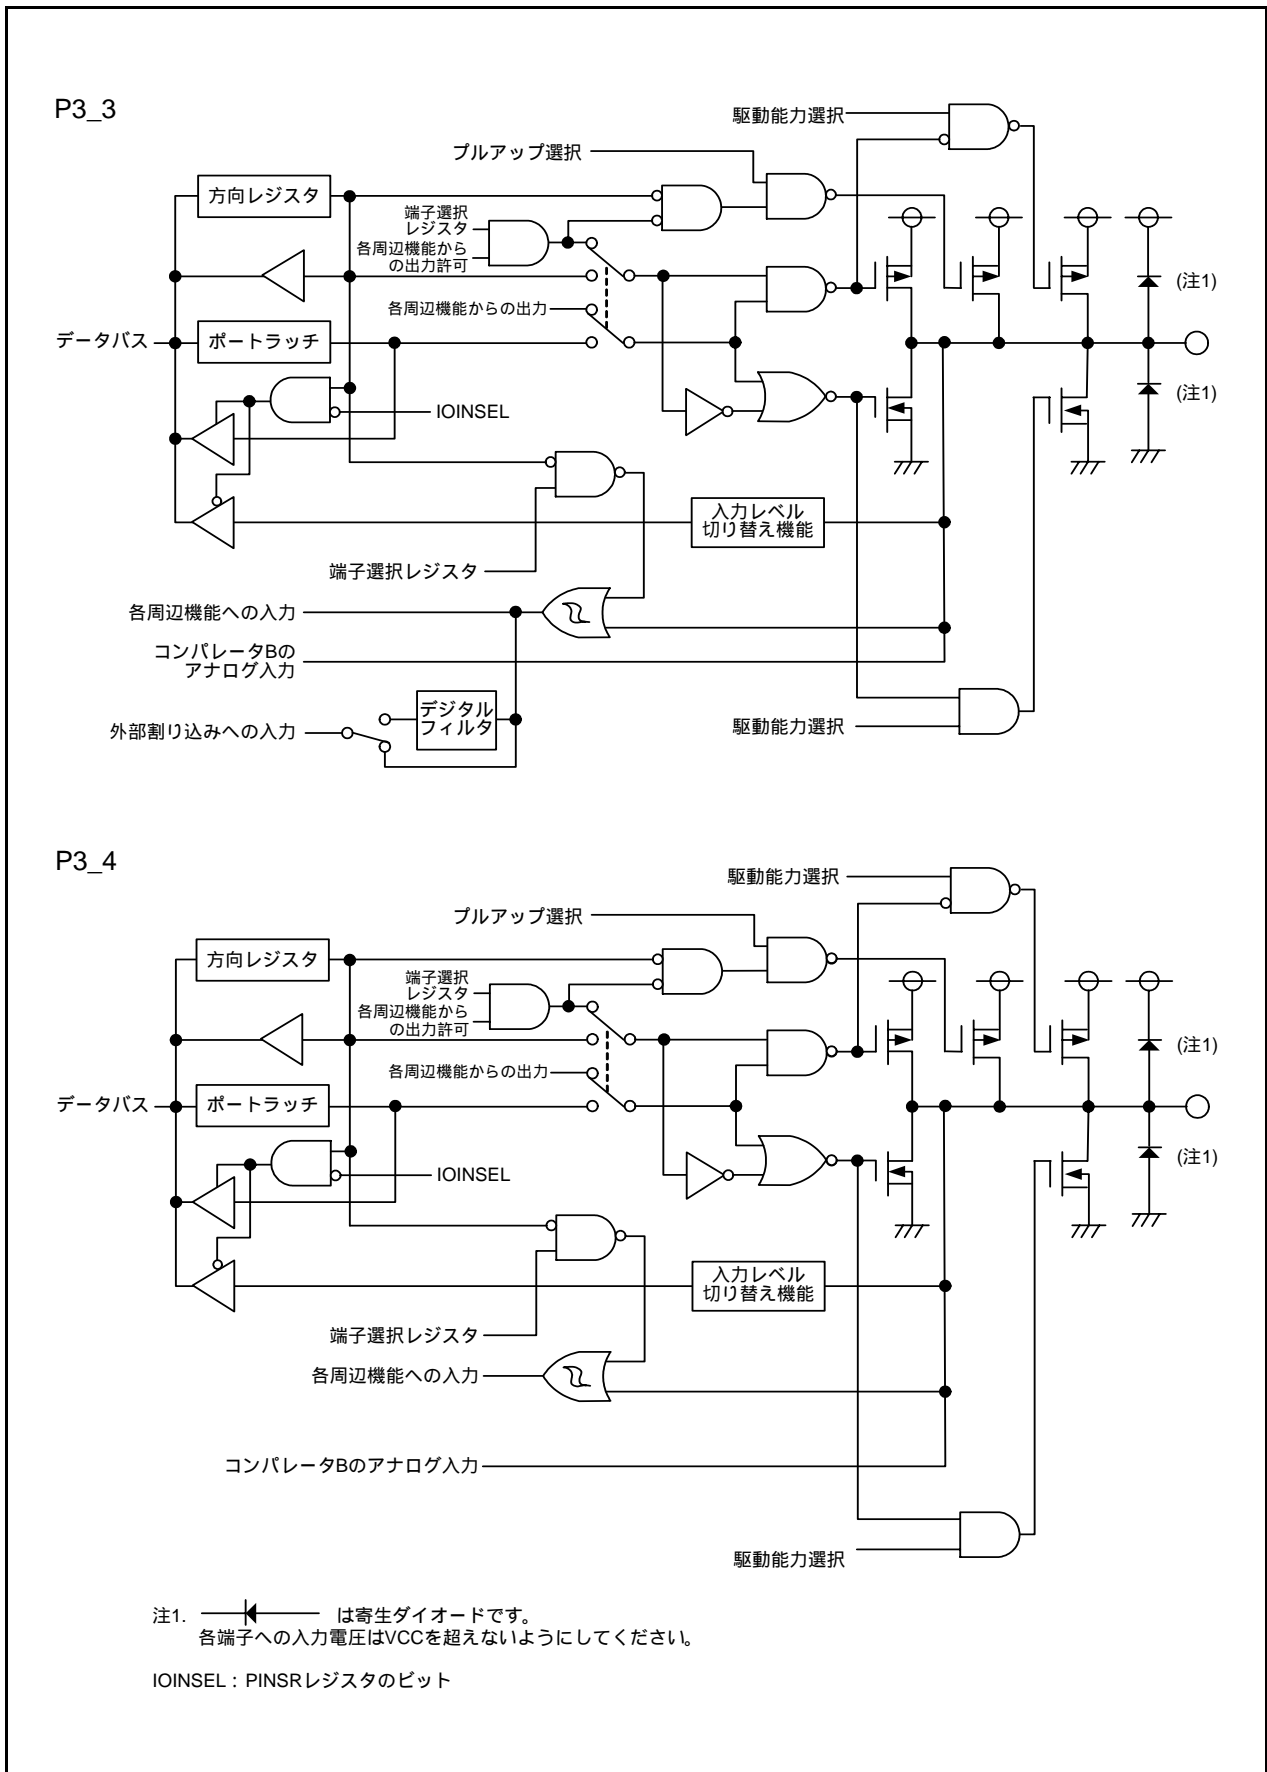 P3_3
駆動能力選択
プルアップ選択
方向レジスタ
端子選択
レジスタ
各周辺機能から
の出力許可
(注1)
各周辺機能からの出力
データバス
ポートラッチ
(注1)
IOINSEL
入力レベル
切り替え機能
端子選択レジスタ
各周辺機能への入力
コンパレータBの
アナログ入力
デジタル
フィルタ
外部割り込みへの入力
駆動能力選択
P3_4
駆動能力選択
プルアップ選択
方向レジスタ
端子選択
レジスタ
各周辺機能から
の出力許可
(注1)
各周辺機能からの出力
データバス
ポートラッチ
(注1)
IOINSEL
入力レベル
切り替え機能
端子選択レジスタ
各周辺機能への入力
コンパレータBのアナログ入力
駆動能力選択
注1. は寄生ダイオードです。
各端子への入力電圧はVCCを超えないようにしてください。
IOINSEL:PINSRレジスタのビット